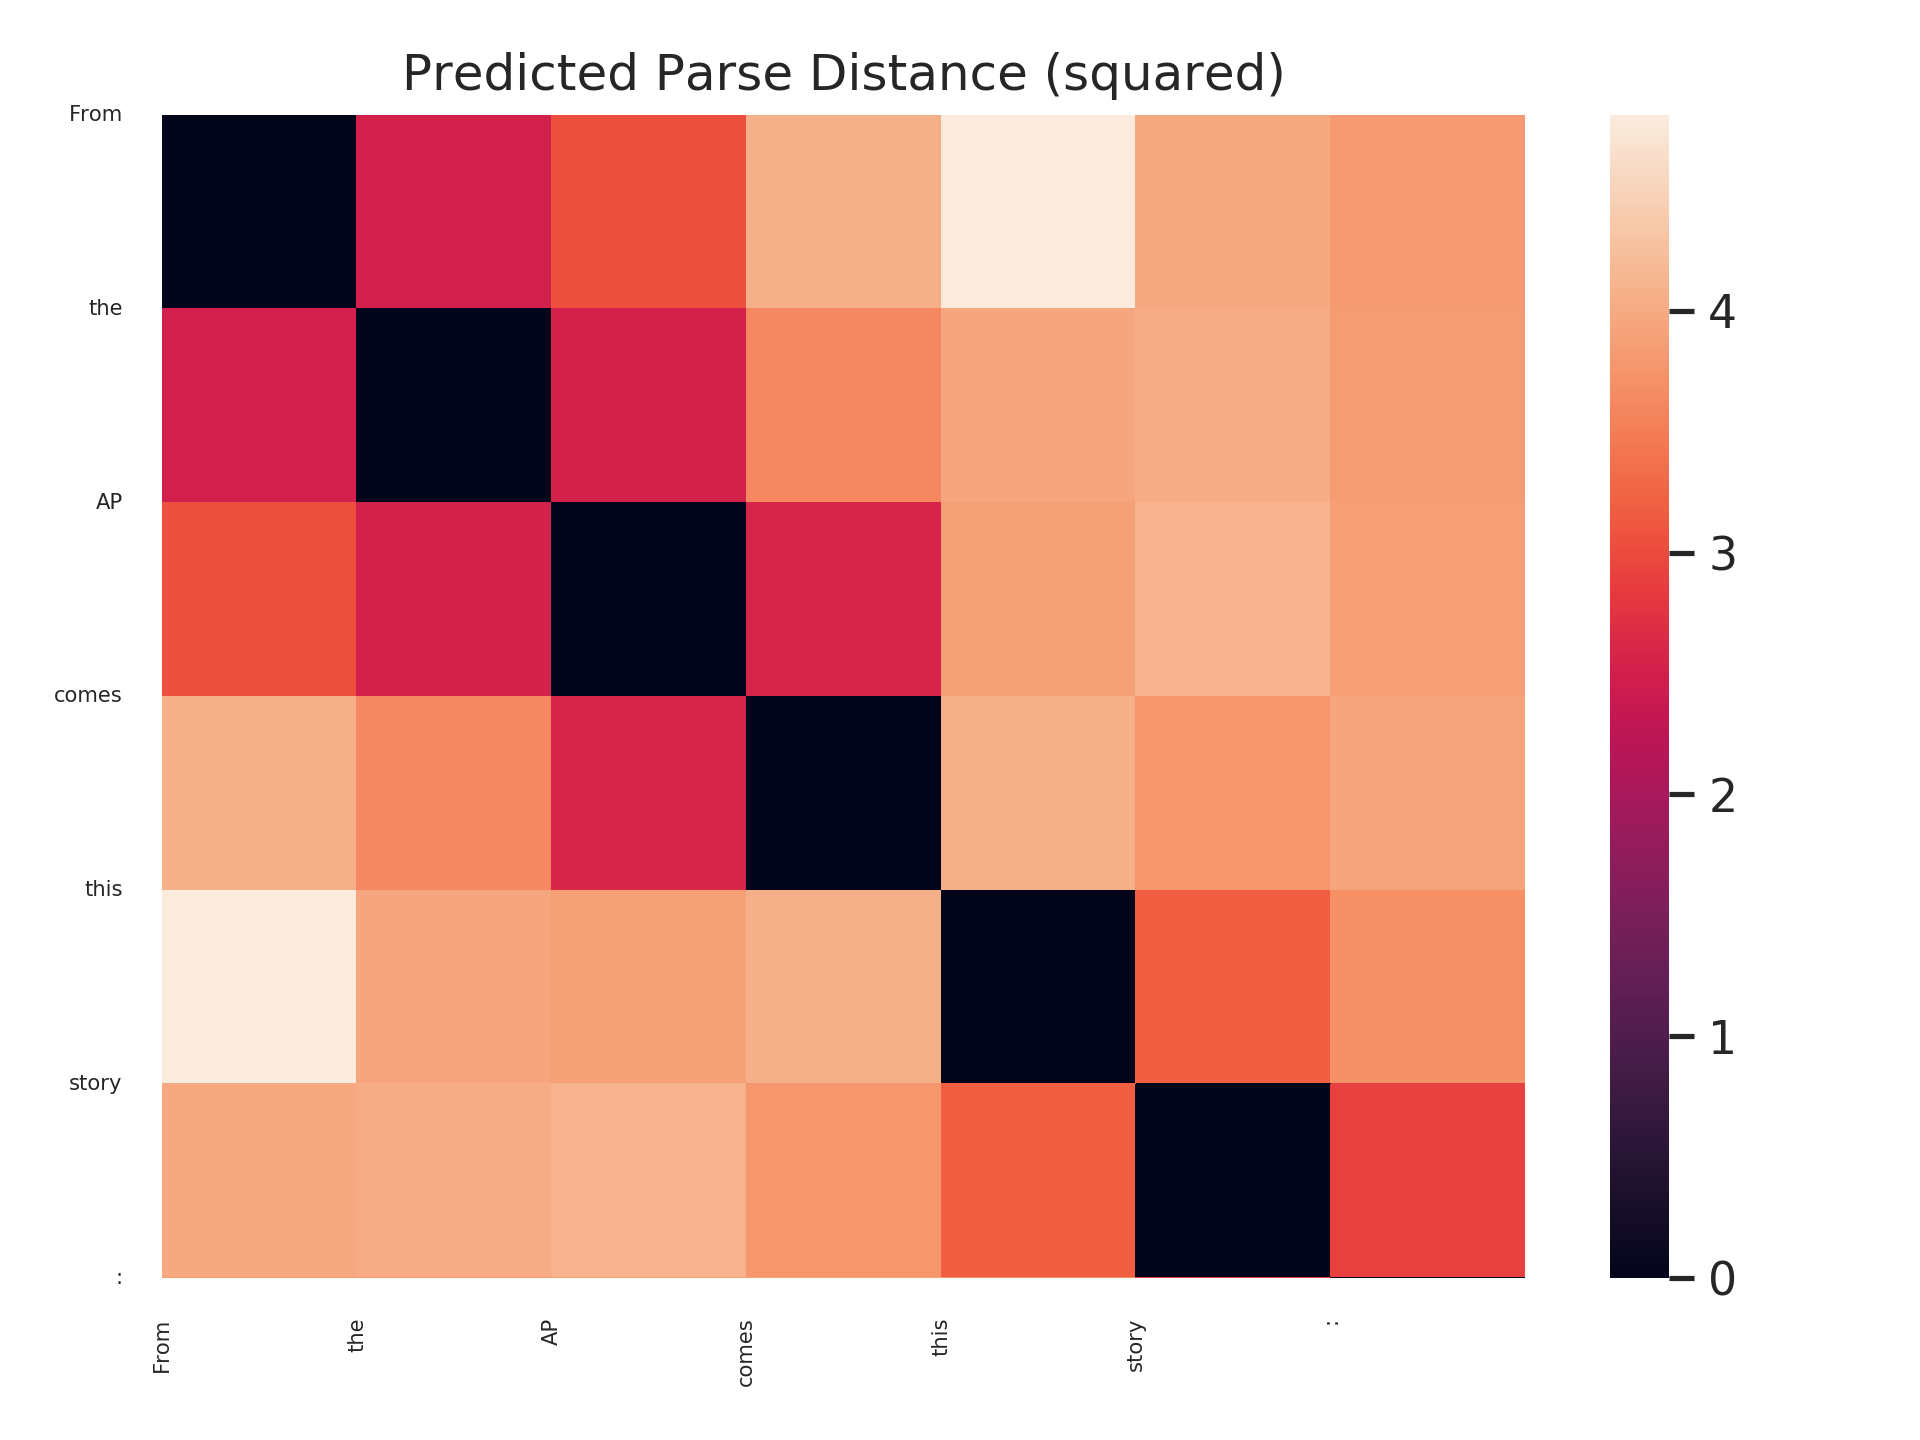 Predicted Parse Distance (squared)
From
the
AP
comes
this
story
:
4
3
2
1
0
From
the
AP
comes
this
story
: